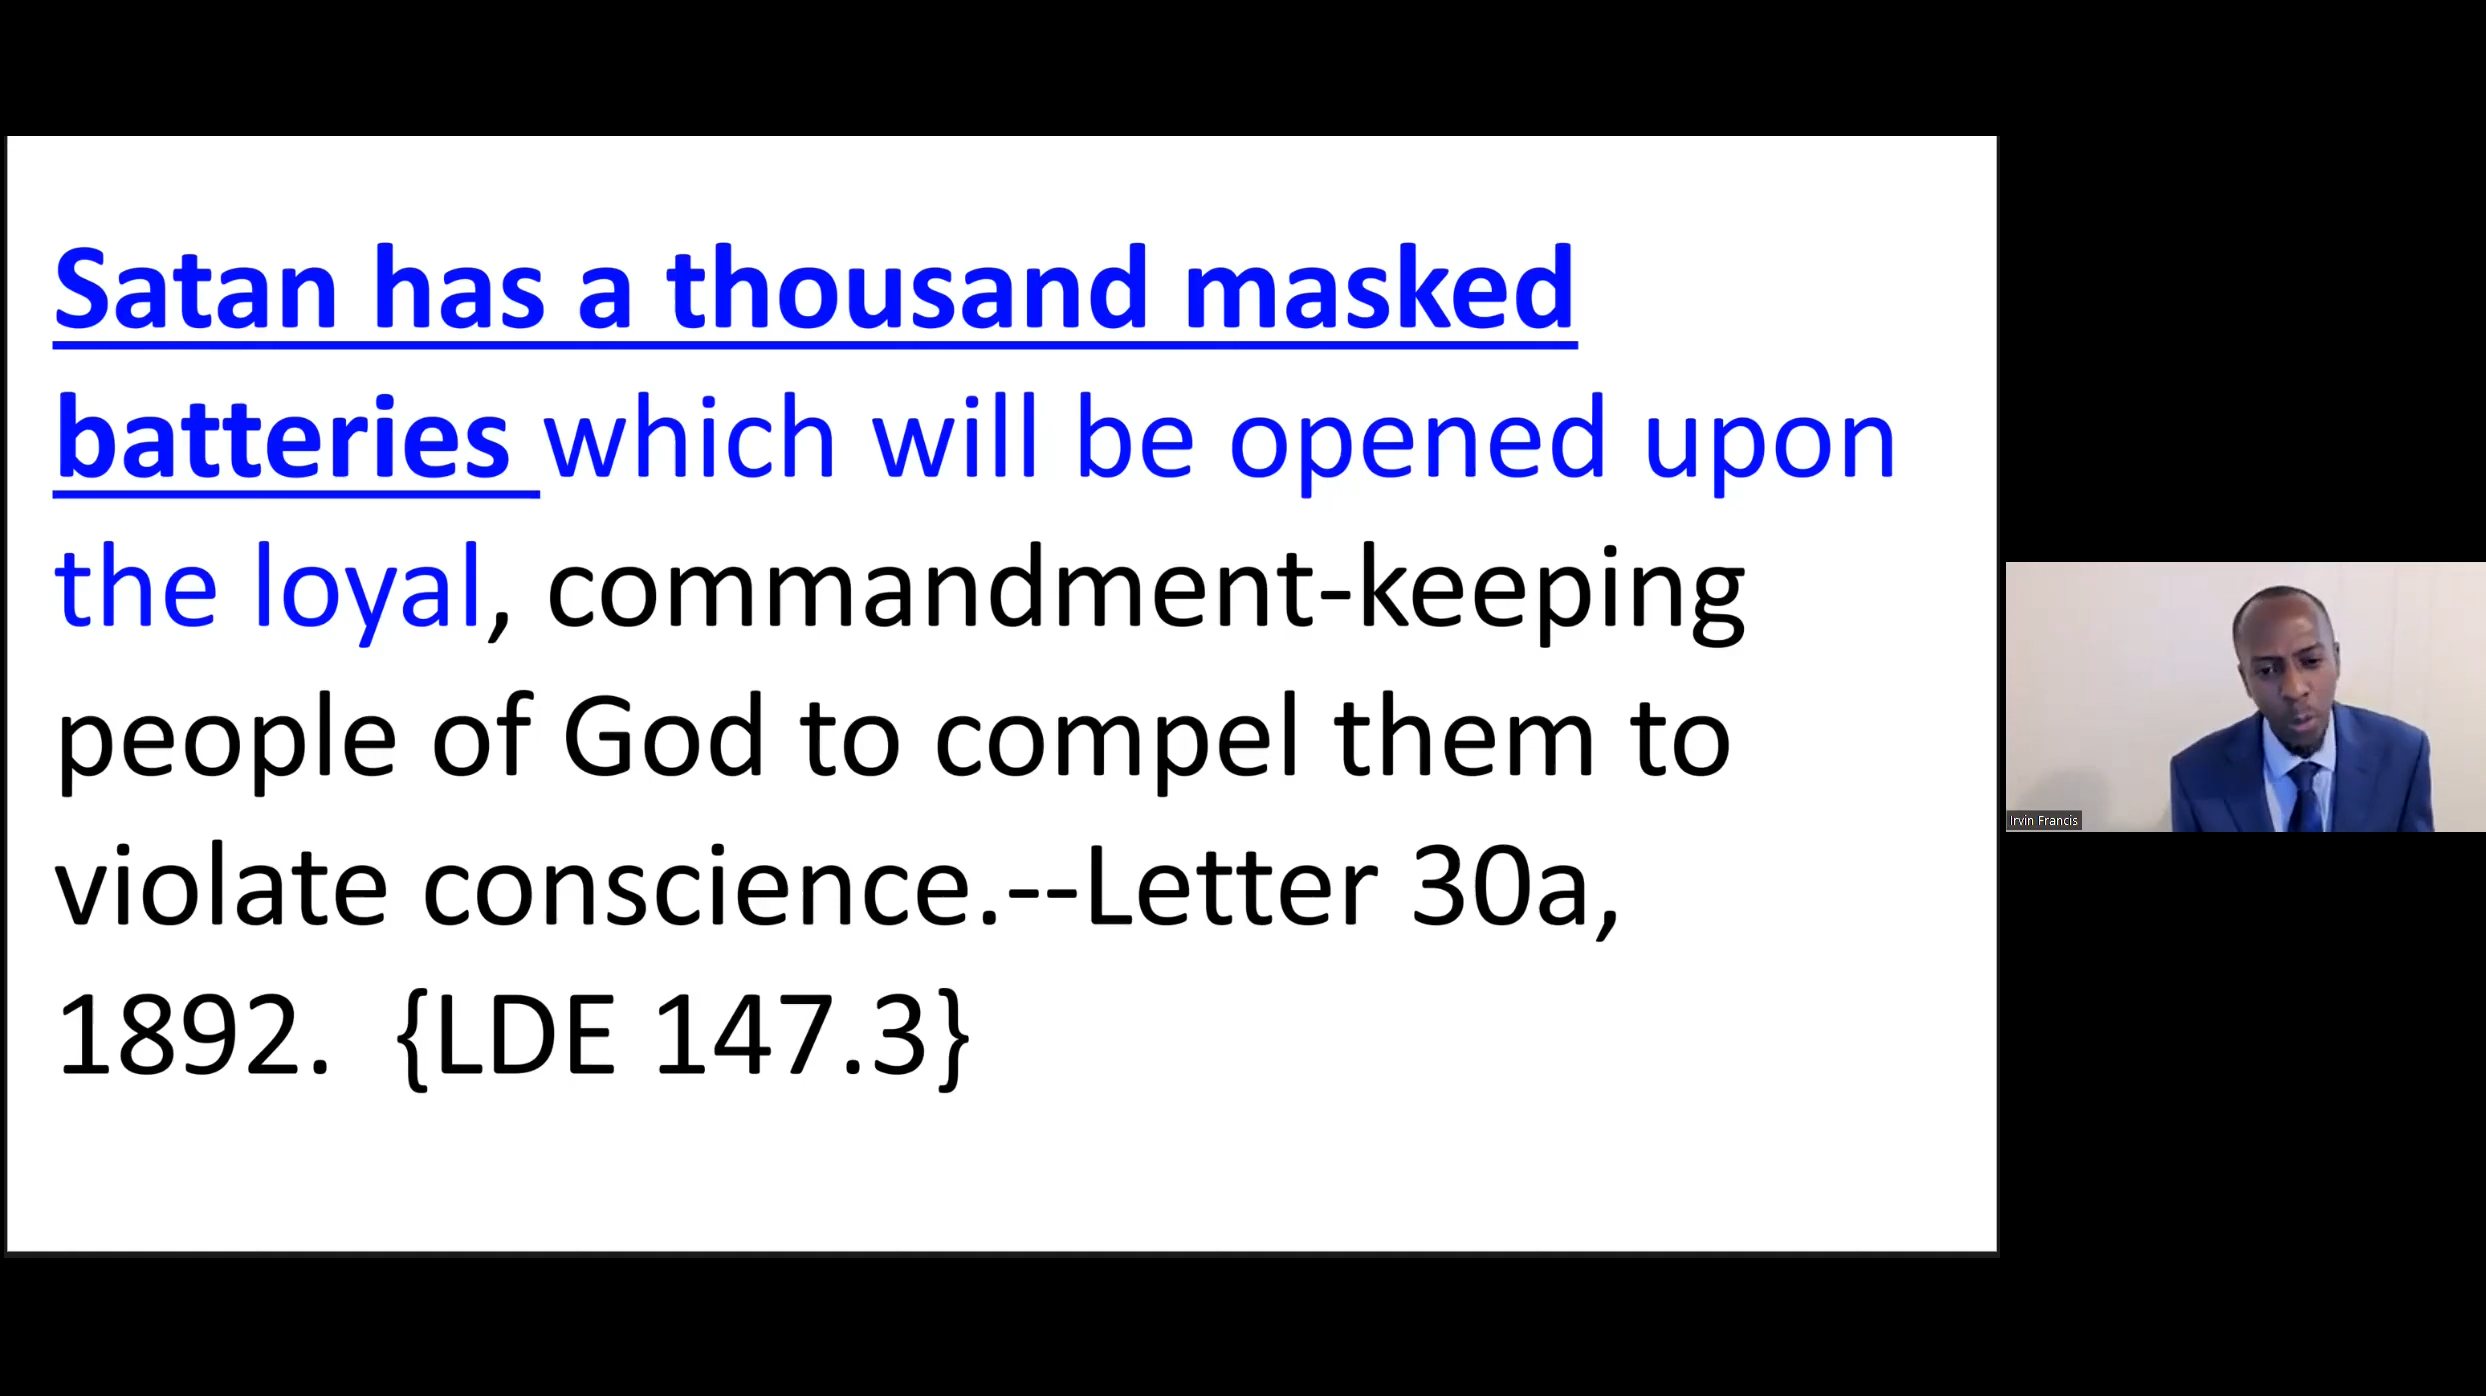 Satan has a thousand masked
batteries which will be opened upon
the loyal, commandment-keeping
people of God to compel them to
violate conscience.--Letter 30a,
1892.  {LDE 147.3}
Irvin Francis